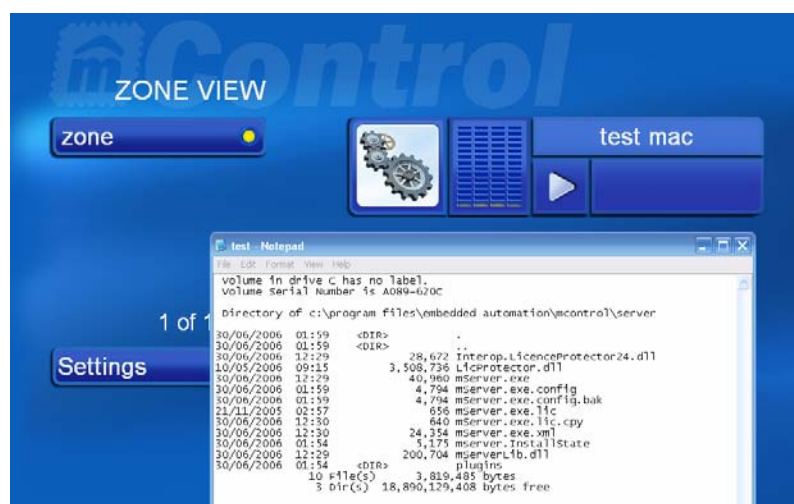 mControl
ZONE VIEW
zone
test mac
1 of 1
Settings
test - Notepad
File Edit Format View Help
Volume in drive C has no label.
Volume Serial Number is A089-620C
Directory of c:\program files\embedded automation\mcontrol\server
30/06/2006 01:59 <DIR> .
30/06/2006 01:59 <DIR> ..
30/06/2006 12:29 28,672 Interop.LicenceProtector24.dll
10/05/2006 09:15 3,508,736 LicProtector.dll
30/06/2006 12:29 40,960 mServer.exe
30/06/2006 01:59 4,794 mServer.exe.config
30/06/2006 01:59 4,794 mServer.exe.config.bak
21/11/2005 02:57 656 mServer.exe.lic
30/06/2006 12:30 640 mServer.exe.lic.cpy
30/06/2006 12:30 24,354 mServer.exe.xml
30/06/2006 01:54 5,175 mserver.InstallState
30/06/2006 12:29 200,704 mServerLib.dll
30/06/2006 01:54 <DIR> plugins
10 File(s) 3,819,485 bytes
3 Dir(s) 18,890,129,408 bytes free